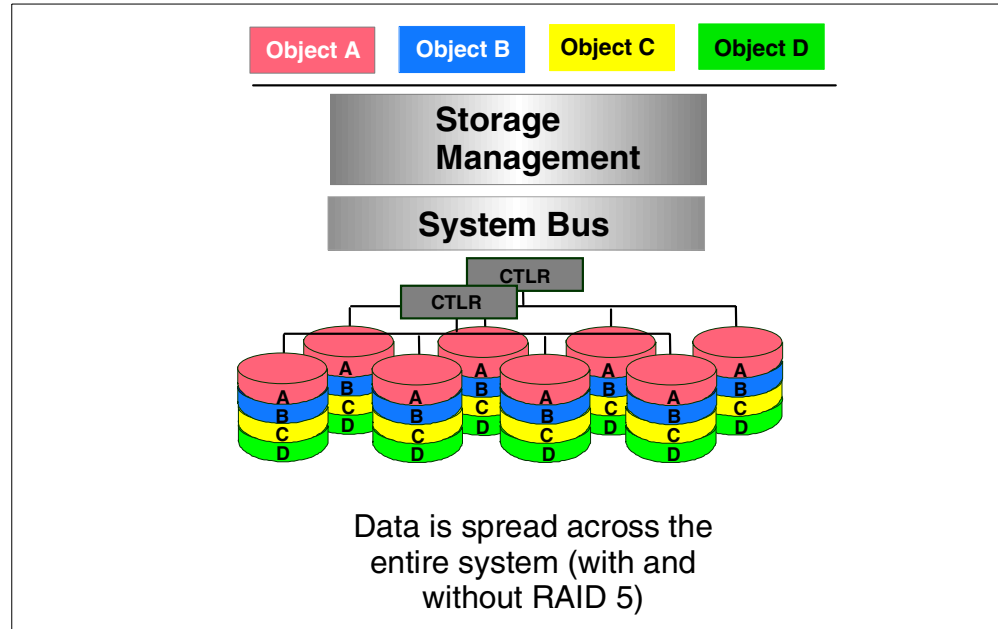 Object A
Object B
Object C
Object D
Storage
Management
System Bus
CTLR
CTLR
A
A
A
A
B
B
B
B
C
C
C
C
D
D
D
D
A
A
A
A
B
B
B
B
C
C
C
C
D
D
D
D
Data is spread across the
entire system (with and
without RAID 5)